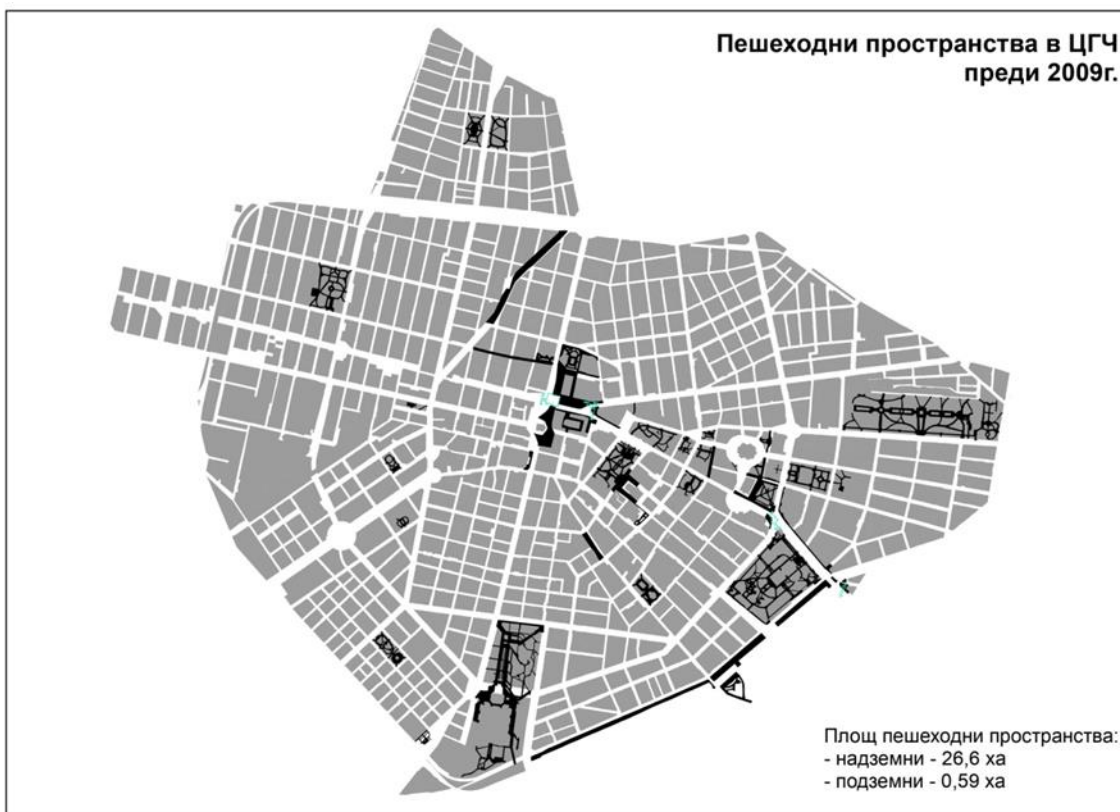 Пешеходни пространства в ЦГЧ
преди 2009г.
Площ пешеходни пространства:
- надземни - 26,6 ха
- подземни - 0,59 ха